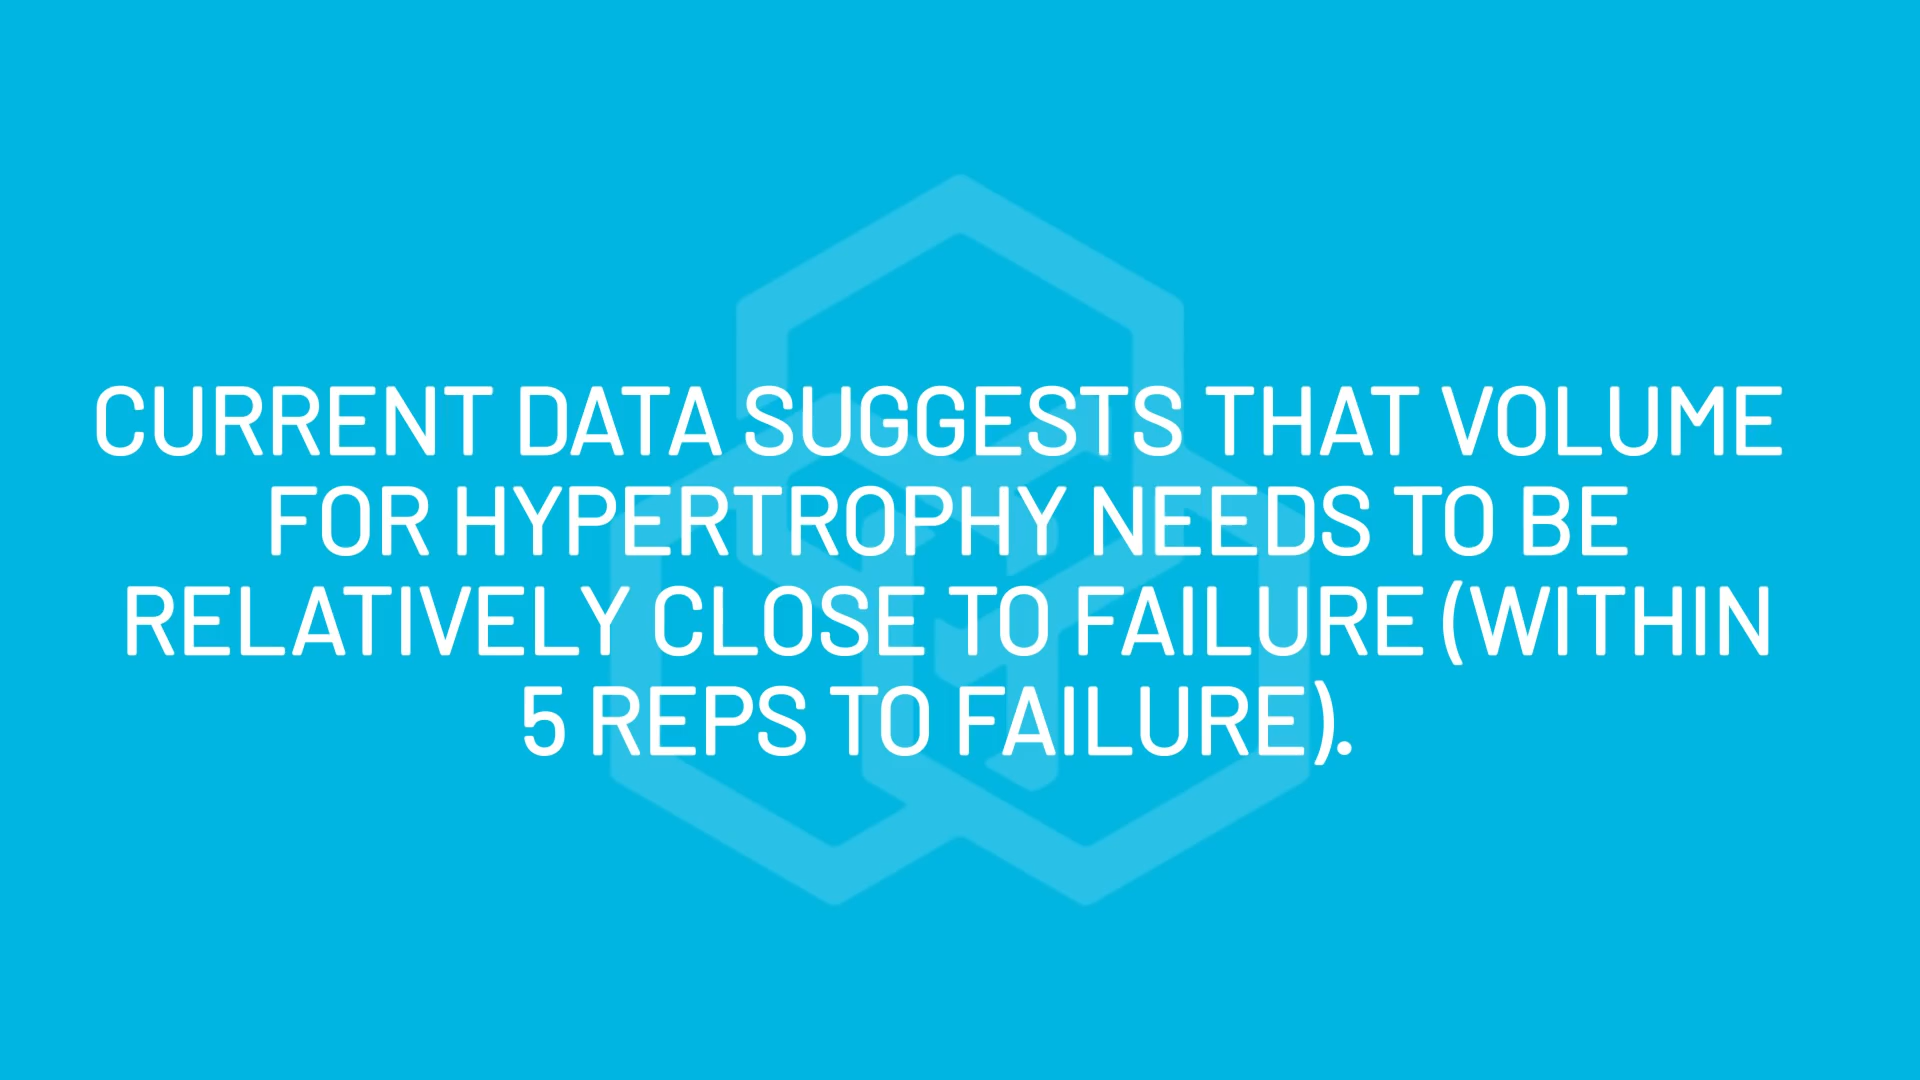 CURRENT DATA SUGGESTS THAT VOLUME
FOR HYPERTROPHY NEEDS TO BE
RELATIVELY CLOSE TO FAILURE (WITHIN
5 REPS TO FAILURE).